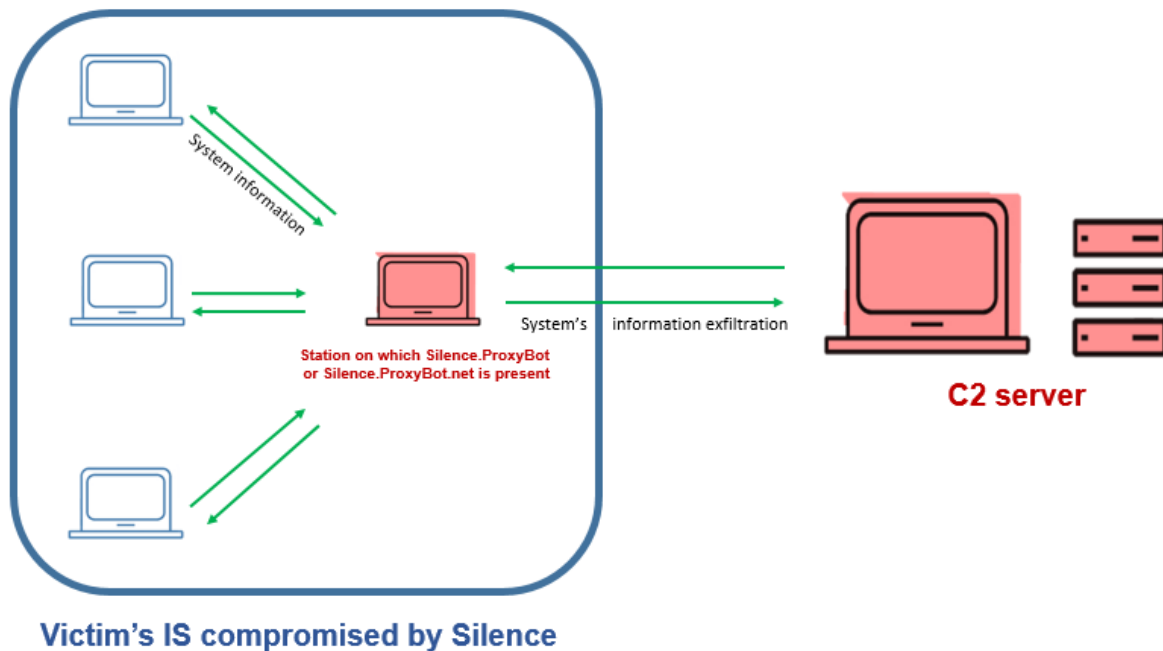 System information
System's information exfiltration
Station on which Silence.ProxyBot
or Silence.ProxyBot.net is present
C2 server
Victim's IS compromised by Silence